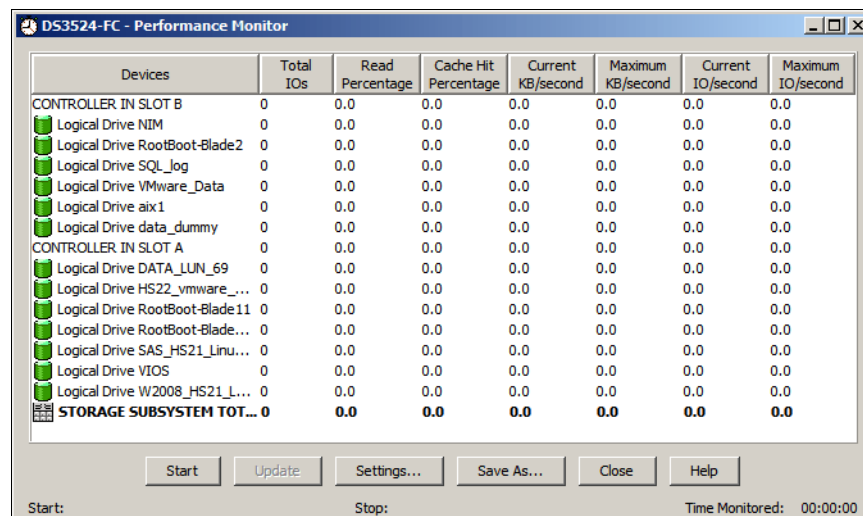 DS3524-FC - Performance Monitor
Devices Total IOs Read Percentage Cache Hit Percentage Current KB/second Maximum KB/second Current IO/second Maximum IO/second
CONTROLLER IN SLOT B 0 0.0 0.0 0.0 0.0 0.0 0.0
Logical Drive NIM 0 0.0 0.0 0.0 0.0 0.0 0.0
Logical Drive RootBoot-Blade2 0 0.0 0.0 0.0 0.0 0.0 0.0
Logical Drive SQL_log 0 0.0 0.0 0.0 0.0 0.0 0.0
Logical Drive VMware_Data 0 0.0 0.0 0.0 0.0 0.0 0.0
Logical Drive aix1 0 0.0 0.0 0.0 0.0 0.0 0.0
Logical Drive data_dummy 0 0.0 0.0 0.0 0.0 0.0 0.0
CONTROLLER IN SLOT A 0 0.0 0.0 0.0 0.0 0.0 0.0
Logical Drive DATA_LUN_69 0 0.0 0.0 0.0 0.0 0.0 0.0
Logical Drive HS22_vmware_... 0 0.0 0.0 0.0 0.0 0.0 0.0
Logical Drive RootBoot-Blade11 0 0.0 0.0 0.0 0.0 0.0 0.0
Logical Drive RootBoot-Blade... 0 0.0 0.0 0.0 0.0 0.0 0.0
Logical Drive SAS_HS21_Linu... 0 0.0 0.0 0.0 0.0 0.0 0.0
Logical Drive VIOS 0 0.0 0.0 0.0 0.0 0.0 0.0
Logical Drive W2008_HS21_L... 0 0.0 0.0 0.0 0.0 0.0 0.0
STORAGE SUBSYSTEM TOT... 0 0.0 0.0 0.0 0.0 0.0 0.0
Start Update Settings... Save As... Close Help
Start: Stop: Time Monitored: 00:00:00